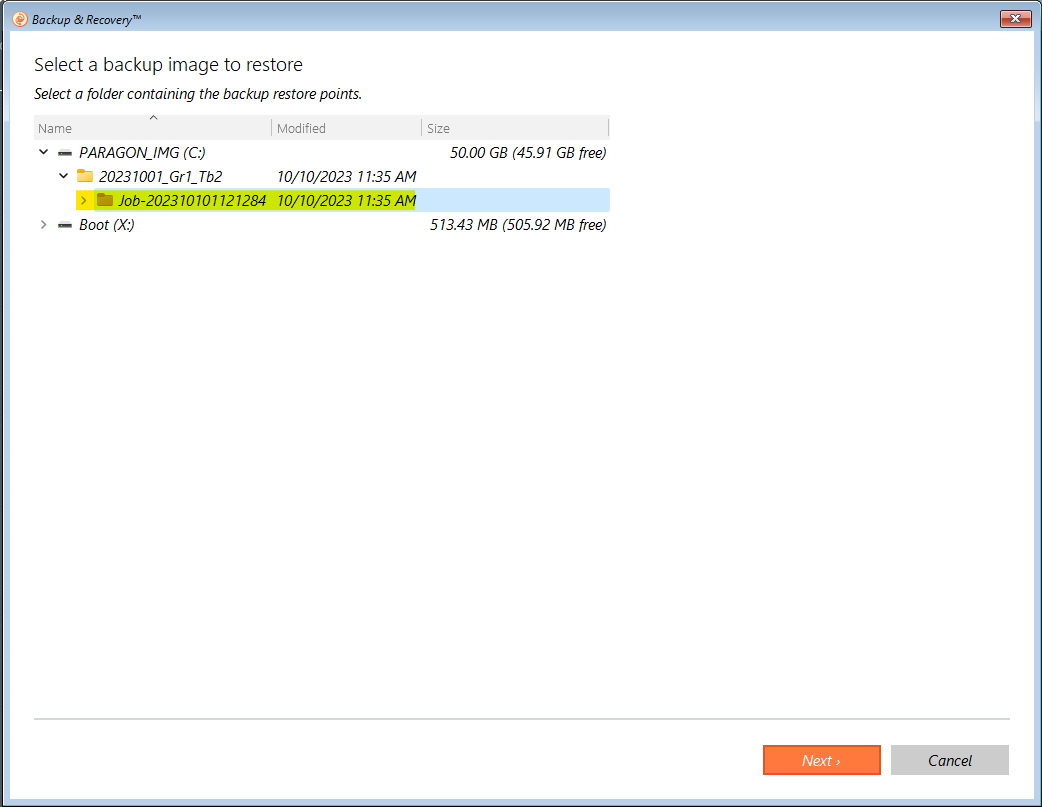 Backup & Recovery™
Select a backup image to restore
Select a folder containing the backup restore points.
Name Modified Size
PARAGON_IMG (C:) 50.00 GB (45.91 GB free)
20231001_Gr1_Tb2 10/10/2023 11:35 AM
Job-202310101121284 10/10/2023 11:35 AM
Boot (X:) 513.43 MB (505.92 MB free)
Next ›
Cancel